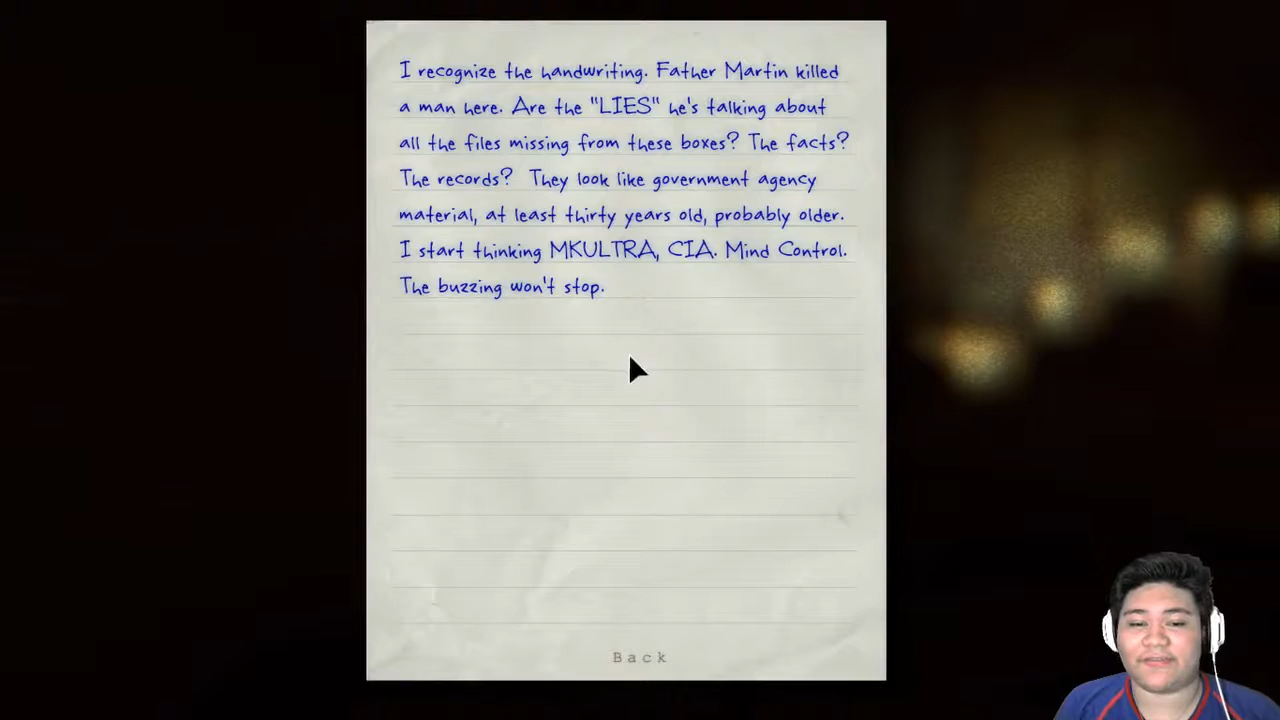 I recognize the handwriting. Father Martin killed
a man here. Are the "LIES" he's talking about
all the files missing from these boxes? The facts?
The records? They look like government agency
material, at least thirty years old, probably older.
I start thinking MKULTRA, CIA. Mind Control.
The buzzing won't stop.
Back